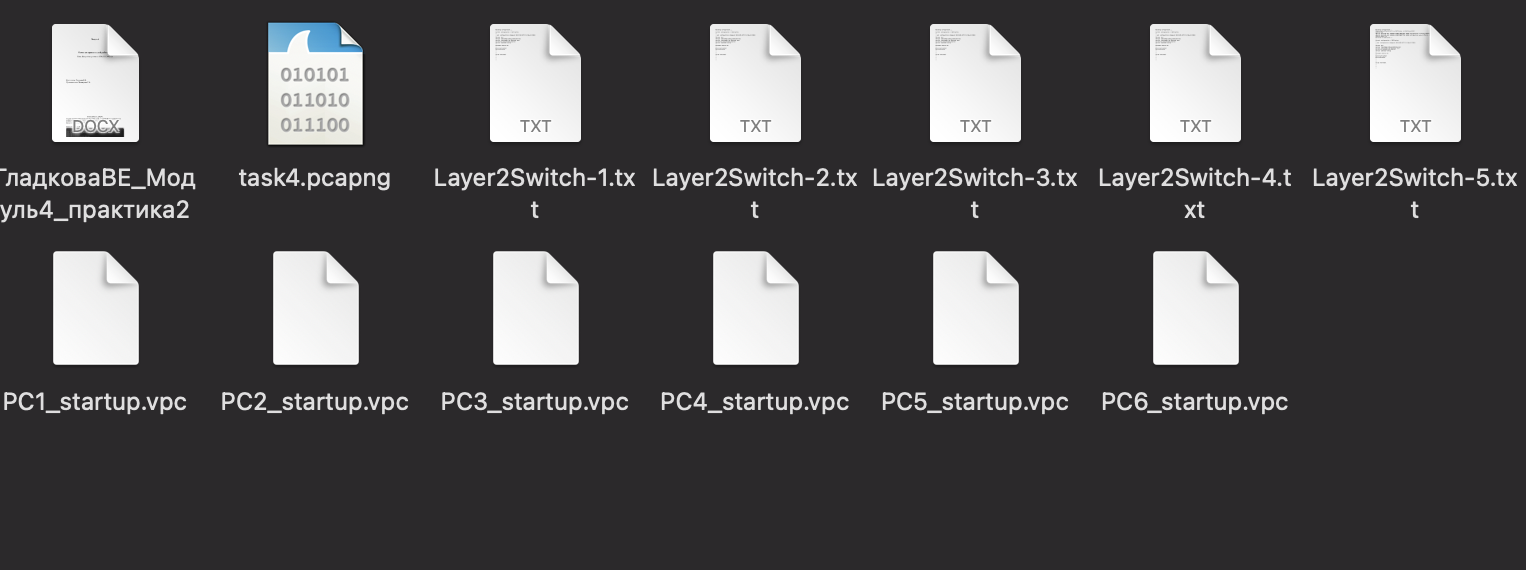 DOCX
010101
011010
011100
TXT
TXT
TXT
TXT
TXT
ГладковаВЕ_Мод
уль4_практика2
task4.pcapng
Layer2Switch-1.tx
t
Layer2Switch-2.tx
t
Layer2Switch-3.tx
t
Layer2Switch-4.t
xt
Layer2Switch-5.tx
t
PC1_startup.vpc
PC2_startup.vpc
PC3_startup.vpc
PC4_startup.vpc
PC5_startup.vpc
PC6_startup.vpc